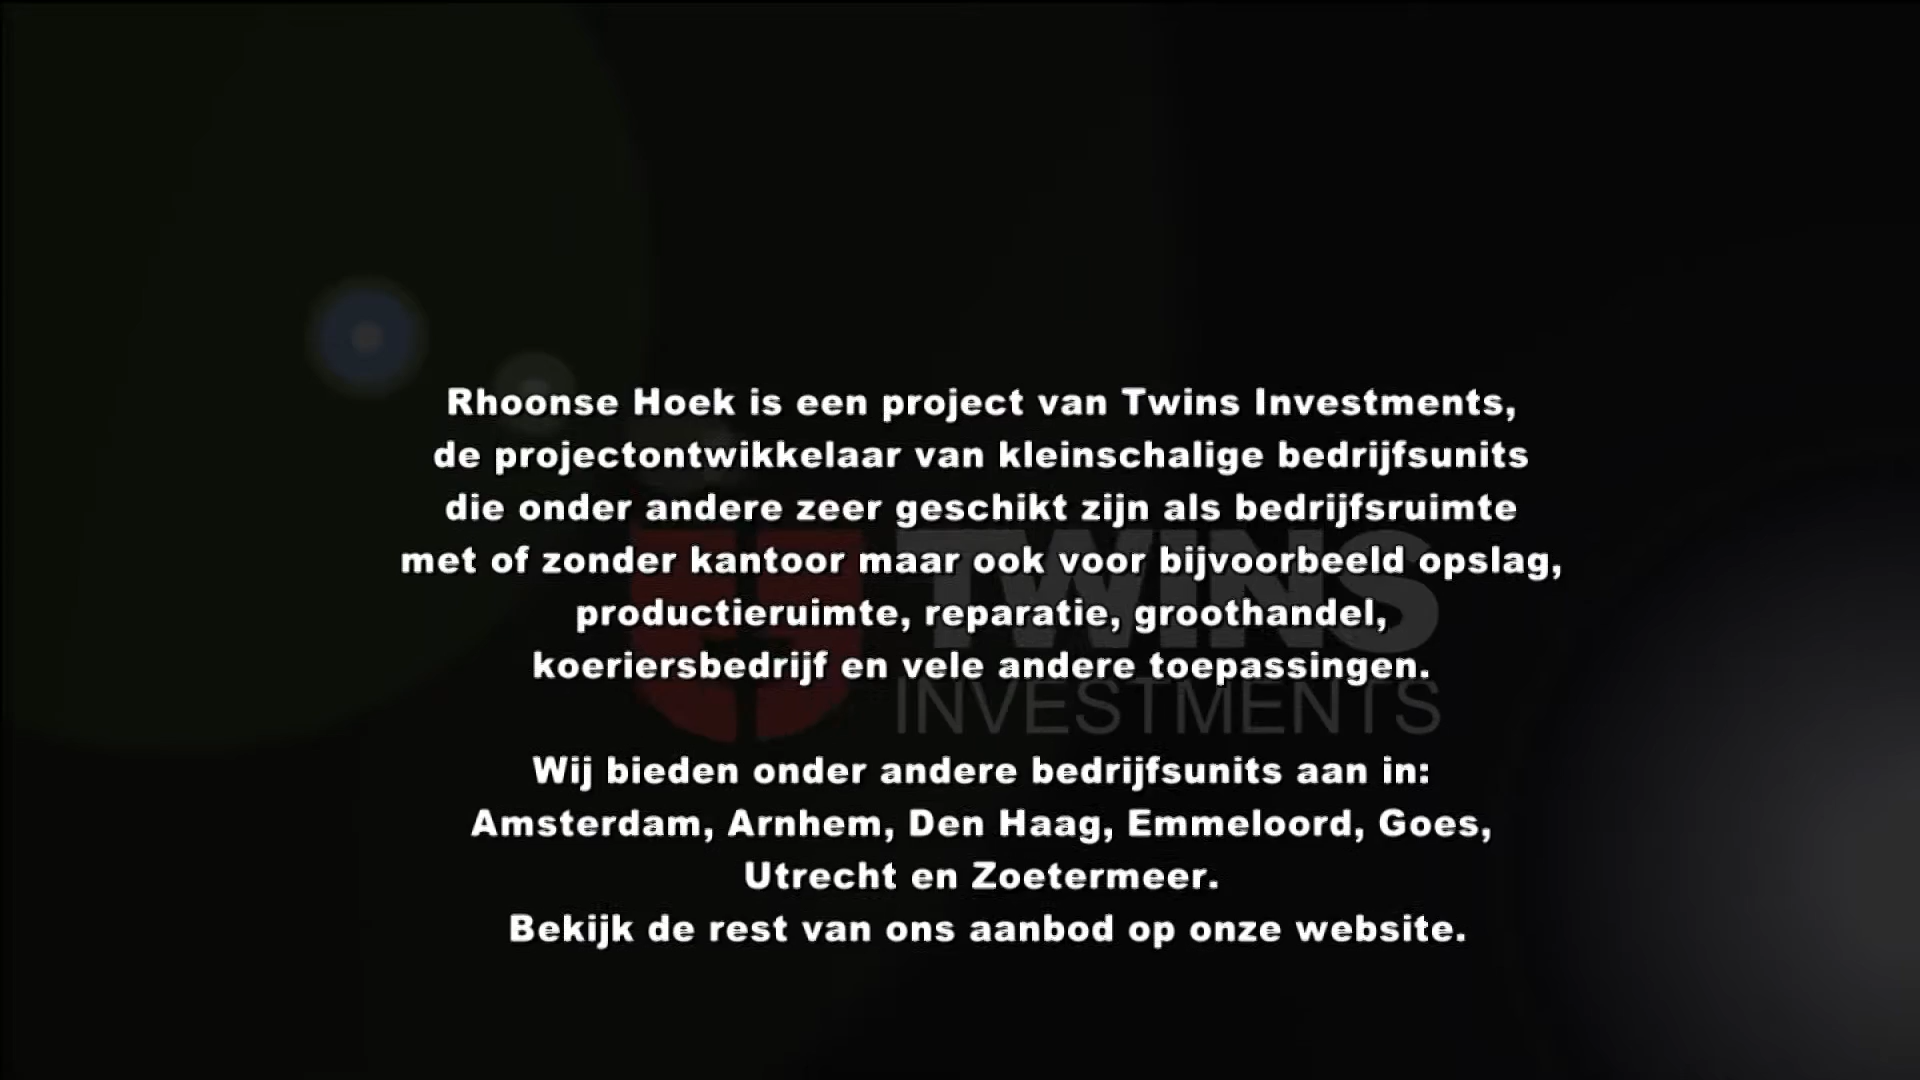 Rhoonse Hoek is een project van Twins Investments,
de projectontwikkelaar van kleinschalige bedrijfsunits
die onder andere zeer geschikt zijn als bedrijfsruimte
met of zonder kantoor maar ook voor bijvoorbeeld opslag,
productieruimte, reparatie, groothandel,
koeriersbedrijf en vele andere toepassingen.
Wij bieden onder andere bedrijfsunits aan in:
Amsterdam, Arnhem, Den Haag, Emmeloord, Goes,
Utrecht en Zoetermeer.
Bekijk de rest van ons aanbod op onze website.
TWINS
INVESTMENTS